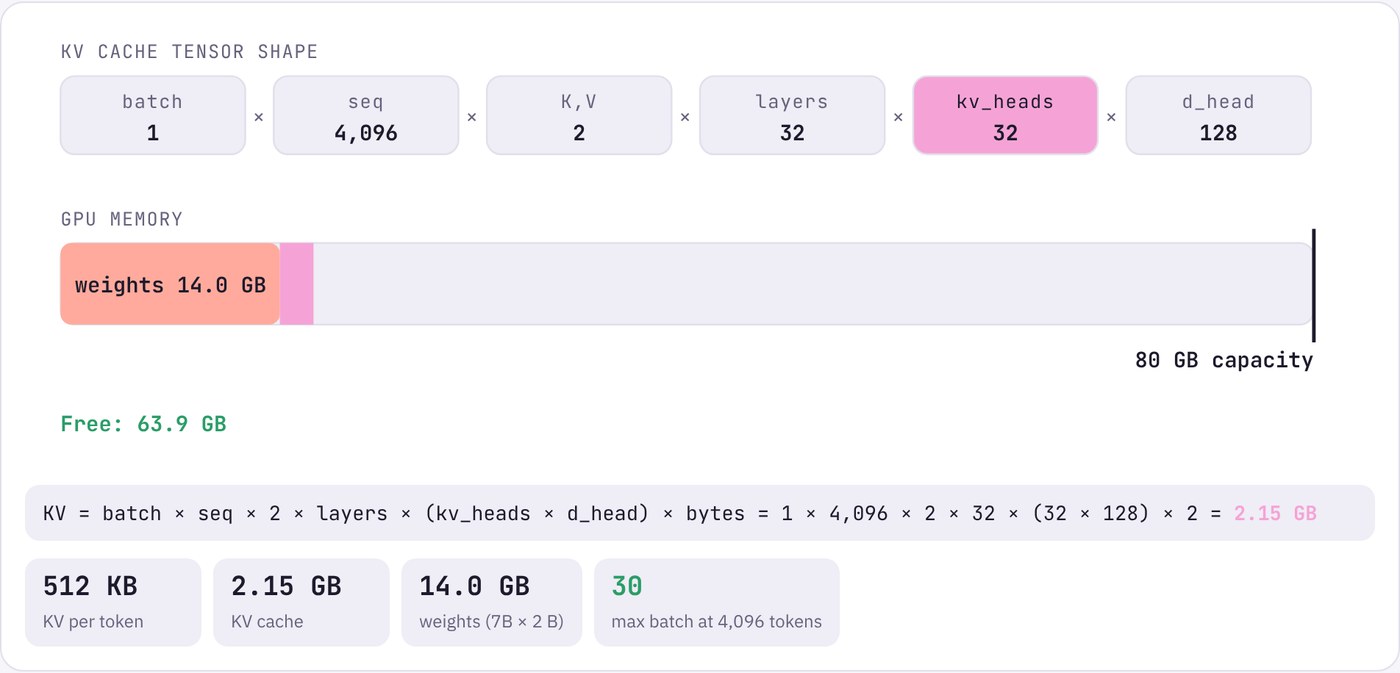 KV CACHE TENSOR SHAPE
batch × seq × K,V × layers × kv_heads × d_head
1 4,096 2 32 32 128
GPU MEMORY
weights 14.0 GB
80 GB capacity
Free: 63.9 GB
KV = batch × seq × 2 × layers × (kv_heads × d_head) × bytes = 1 × 4,096 × 2 × 32 × (32 × 128) × 2 = 2.15 GB
512 KB 2.15 GB 14.0 GB 30
KV per token KV cache weights (7B × 2 B) max batch at 4,096 tokens